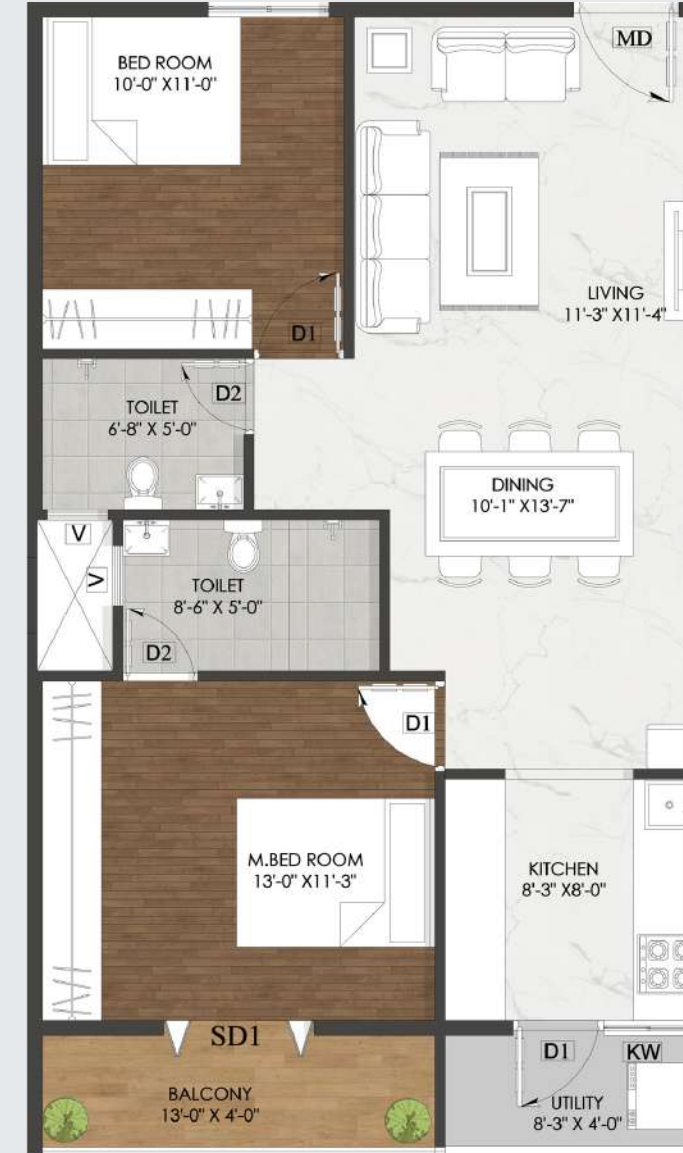 BED ROOM
10'-0" X11'-0"
MD
LIVING
11'-3" X11'-4"
D1
D2
TOILET
6'-8" X 5'-0"
DINING
10'-1" X13'-7"
V
V
TOILET
8'-6" X 5'-0"
D2
D1
M.BED ROOM
13'-0" X11'-3"
KITCHEN
8'-3" X8'-0"
SD1
D1
KW
BALCONY
13'-0" X 4'-0"
UTILITY
8'-3" X 4'-0"